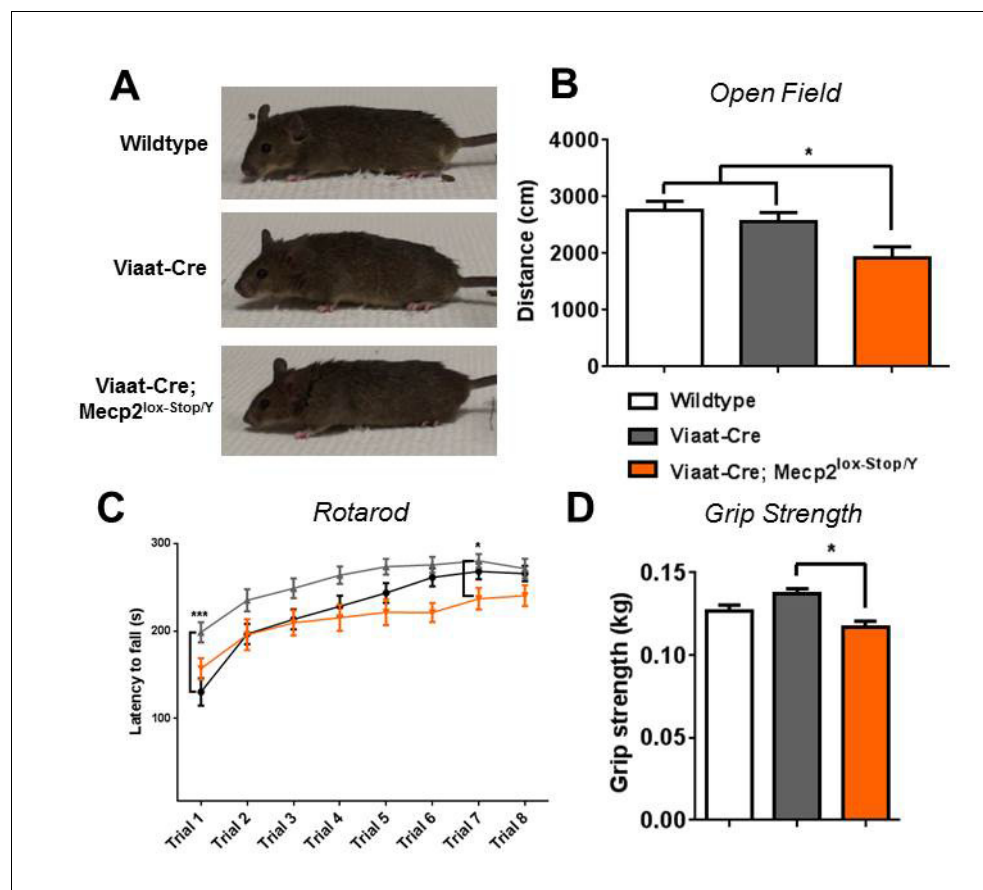 A
Wildtype
Viaat-Cre
Viaat-Cre;
Mecp2lox-Stop/Y
B
Open Field
*
4000
3000
2000
1000
0
Distance (cm)
Wildtype
Viaat-Cre
Viaat-Cre; Mecp2lox-Stop/Y
C
Rotarod
300
200
100
Latency to fall (s)
***
*
Trial 1
Trial 2
Trial 3
Trial 4
Trial 5
Trial 6
Trial 7
Trial 8
D
Grip Strength
*
0.15
0.10
0.05
0.00
Grip strength (kg)